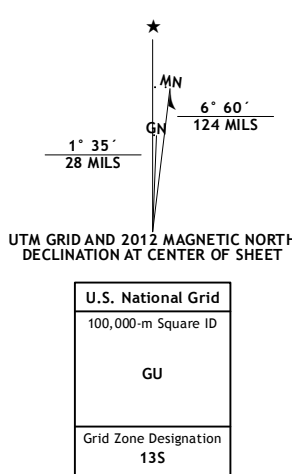 ★
MN
GN
6° 60´
124 MILS
1° 35´
28 MILS
UTM GRID AND 2012 MAGNETIC NORTH
DECLINATION AT CENTER OF SHEET
U.S. National Grid
100,000-m Square ID
GU
Grid Zone Designation
13S